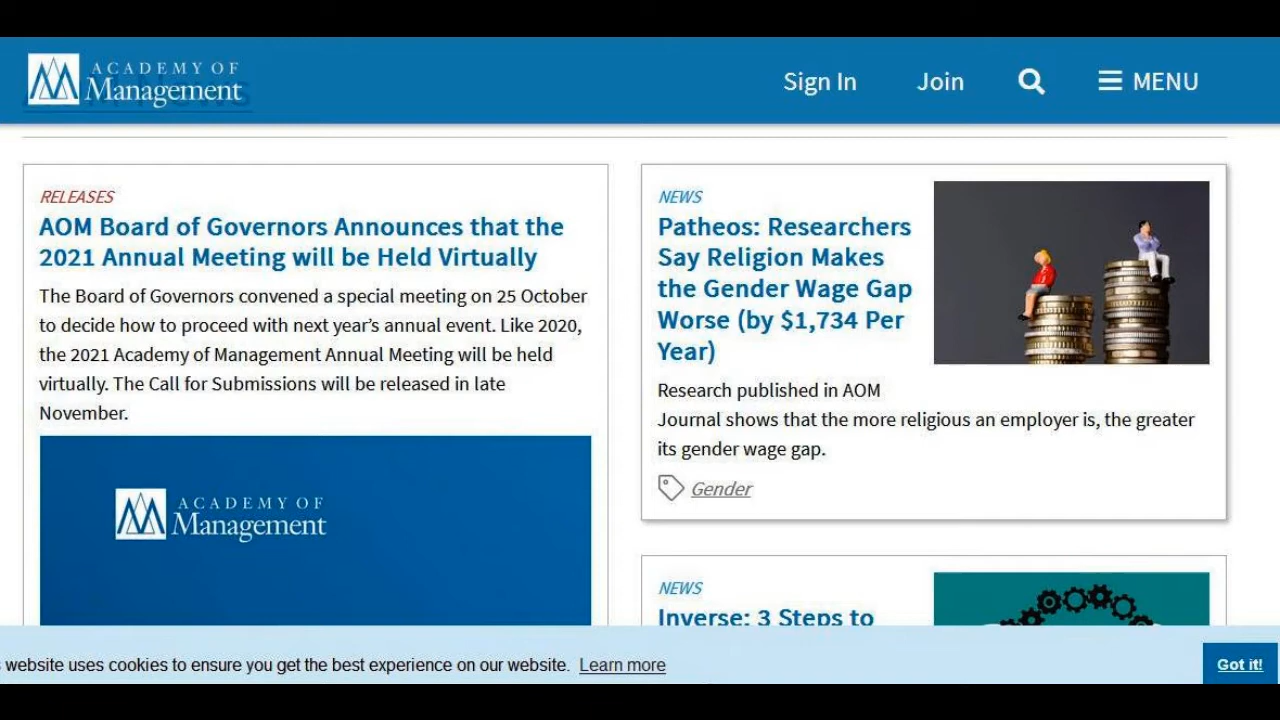 ACADEMY OF
Management
Sign In
Join
MENU
RELEASES
AOM Board of Governors Announces that the
2021 Annual Meeting will be Held Virtually
The Board of Governors convened a special meeting on 25 October
to decide how to proceed with next year’s annual event. Like 2020,
the 2021 Academy of Management Annual Meeting will be held
virtually. The Call for Submissions will be released in late
November.
ACADEMY OF
Management
NEWS
Patheos: Researchers
Say Religion Makes
the Gender Wage Gap
Worse (by $1,734 Per
Year)
Research published in AOM
Journal shows that the more religious an employer is, the greater
its gender wage gap.
Gender
NEWS
Inverse: 3 Steps to
website uses cookies to ensure you get the best experience on our website. Learn more
Got it!